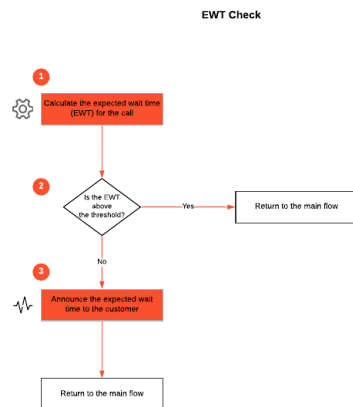 EWT Check
1
Calculate the expected wait time
(EWT) for the call
2
Is the EWT
above
the threshold?
Yes
Return to the main flow
No
3
Announce the expected wait
time to the customer
Return to the main flow